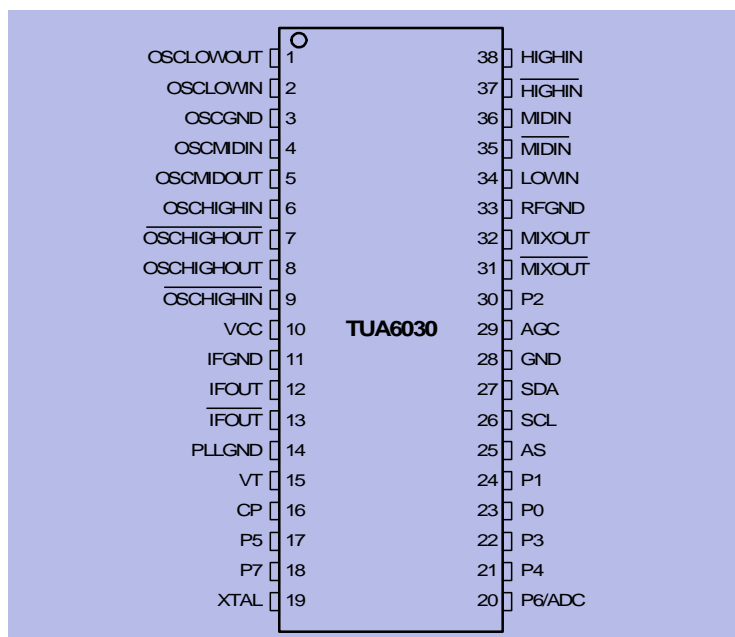 OSCLOWOUT 1 38 HIGHIN
OSCLOWIN 2 37 HIGHIN
OSCGND 3 36 MIDIN
OSCMIDIN 4 35 MIDIN
OSCMIDOUT 5 34 LOWIN
OSCHIGHIN 6 33 RFGND
OSCHIGHOUT 7 32 MIXOUT
OSCHIGHOUT 8 31 MIXOUT
OSCHIGHIN 9 30 P2
VCC 10 TUA6030 29 AGC
IFGND 11 28 GND
IFOUT 12 27 SDA
IFOUT 13 26 SCL
PLLGND 14 25 AS
VT 15 24 P1
CP 16 23 P0
P5 17 22 P3
P7 18 21 P4
XTAL 19 20 P6/ADC